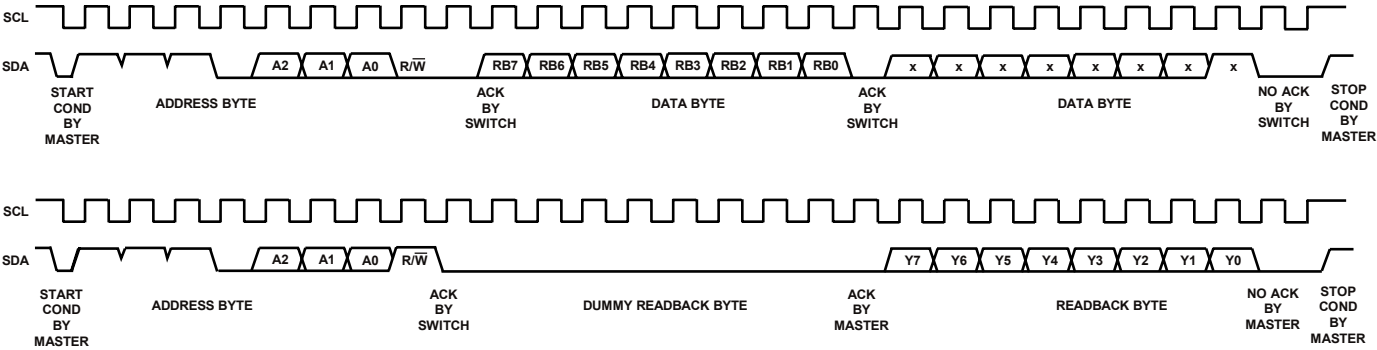 SCL
SDA A2 A1 A0 R/W̅ RB7 RB6 RB5 RB4 RB3 RB2 RB1 RB0 x x x x x x x x
START COND BY MASTER
ADDRESS BYTE
ACK BY SWITCH
DATA BYTE
ACK BY SWITCH
DATA BYTE
NO ACK BY SWITCH
STOP COND BY MASTER
SCL
SDA A2 A1 A0 R/W̅ Y7 Y6 Y5 Y4 Y3 Y2 Y1 Y0
START COND BY MASTER
ADDRESS BYTE
ACK BY SWITCH
DUMMY READBACK BYTE
ACK BY MASTER
READBACK BYTE
NO ACK BY MASTER
STOP COND BY MASTER